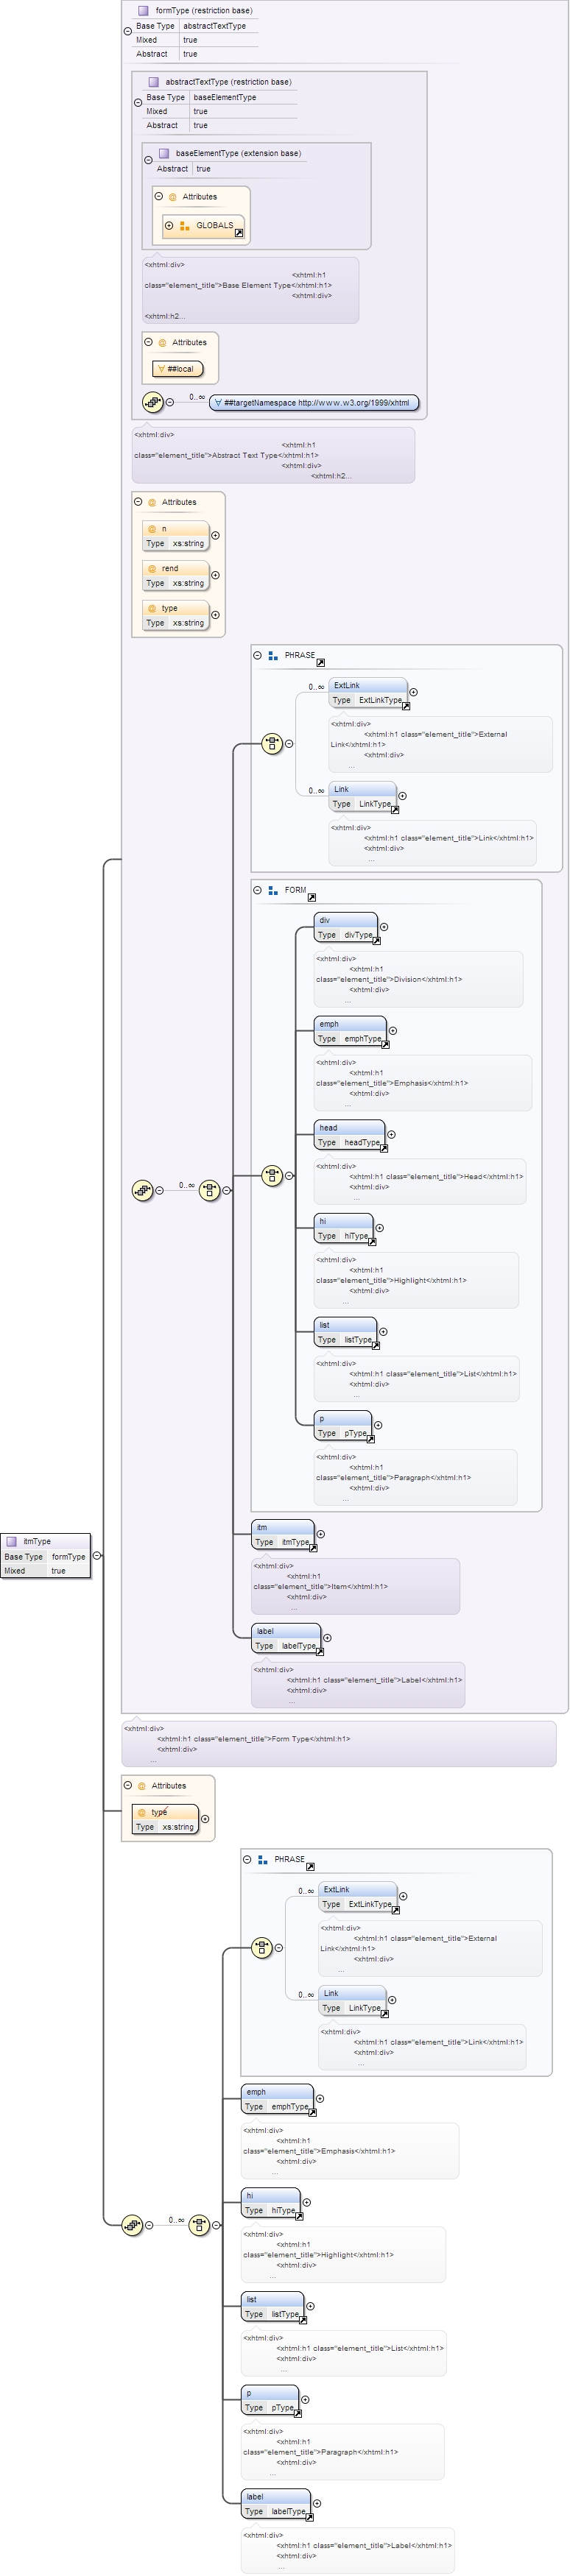 formType (restriction base)
Base Type abstractTextType
Mixed true
Abstract true
abstractTextType (restriction base)
Base Type baseElementType
Mixed true
Abstract true
baseElementType (extension base)
Abstract true
@ Attributes
GLOBALS
<xhtml:div>
<xhtml:h1
class="element_title">Base Element Type</xhtml:h1>
<xhtml:div>
<xhtml:h2...
@ Attributes
∀ ##local
0..∞ ∀ ##targetNamespace http://www.w3.org/1999/xhtml
<xhtml:div>
<xhtml:h1
class="element_title">Abstract Text Type</xhtml:h1>
<xhtml:div>
<xhtml:h2...
@ Attributes
@ n
Type xs:string
@ rend
Type xs:string
@ type
Type xs:string
PHRASE
0..∞ ExtLink
Type ExtLinkType
<xhtml:div>
<xhtml:h1 class="element_title">External
Link</xhtml:h1>
<xhtml:div>
...
0..∞ Link
Type LinkType
<xhtml:div>
<xhtml:h1 class="element_title">Link</xhtml:h1>
<xhtml:div>
...
FORM
div
Type divType
<xhtml:div>
<xhtml:h1
class="element_title">Division</xhtml:h1>
<xhtml:div>
...
emph
Type emphType
<xhtml:div>
<xhtml:h1
class="element_title">Emphasis</xhtml:h1>
<xhtml:div>
...
head
Type headType
<xhtml:div>
<xhtml:h1 class="element_title">Head</xhtml:h1>
<xhtml:div>
...
0..∞
hi
Type hiType
<xhtml:div>
<xhtml:h1
class="element_title">Highlight</xhtml:h1>
<xhtml:div>
...
list
Type listType
<xhtml:div>
<xhtml:h1 class="element_title">List</xhtml:h1>
<xhtml:div>
...
p
Type pType
<xhtml:div>
<xhtml:h1
class="element_title">Paragraph</xhtml:h1>
<xhtml:div>
...
itm
Type itmType
itmType
Base Type formType
Mixed true
<xhtml:div>
<xhtml:h1
class="element_title">Item</xhtml:h1>
<xhtml:div>
...
label
Type labelType
<xhtml:div>
<xhtml:h1 class="element_title">Label</xhtml:h1>
<xhtml:div>
...
<xhtml:div>
<xhtml:h1 class="element_title">Form Type</xhtml:h1>
<xhtml:div>
...
@ Attributes
@ type
Type xs:string
PHRASE
0..∞ ExtLink
Type ExtLinkType
<xhtml:div>
<xhtml:h1 class="element_title">External
Link</xhtml:h1>
<xhtml:div>
...
0..∞ Link
Type LinkType
<xhtml:div>
<xhtml:h1 class="element_title">Link</xhtml:h1>
<xhtml:div>
...
emph
Type emphType
<xhtml:div>
<xhtml:h1
class="element_title">Emphasis</xhtml:h1>
<xhtml:div>
...
hi
Type hiType
0..∞
<xhtml:div>
<xhtml:h1
class="element_title">Highlight</xhtml:h1>
<xhtml:div>
...
list
Type listType
<xhtml:div>
<xhtml:h1 class="element_title">List</xhtml:h1>
<xhtml:div>
...
p
Type pType
<xhtml:div>
<xhtml:h1
class="element_title">Paragraph</xhtml:h1>
<xhtml:div>
...
label
Type labelType
<xhtml:div>
<xhtml:h1 class="element_title">Label</xhtml:h1>
<xhtml:div>
...